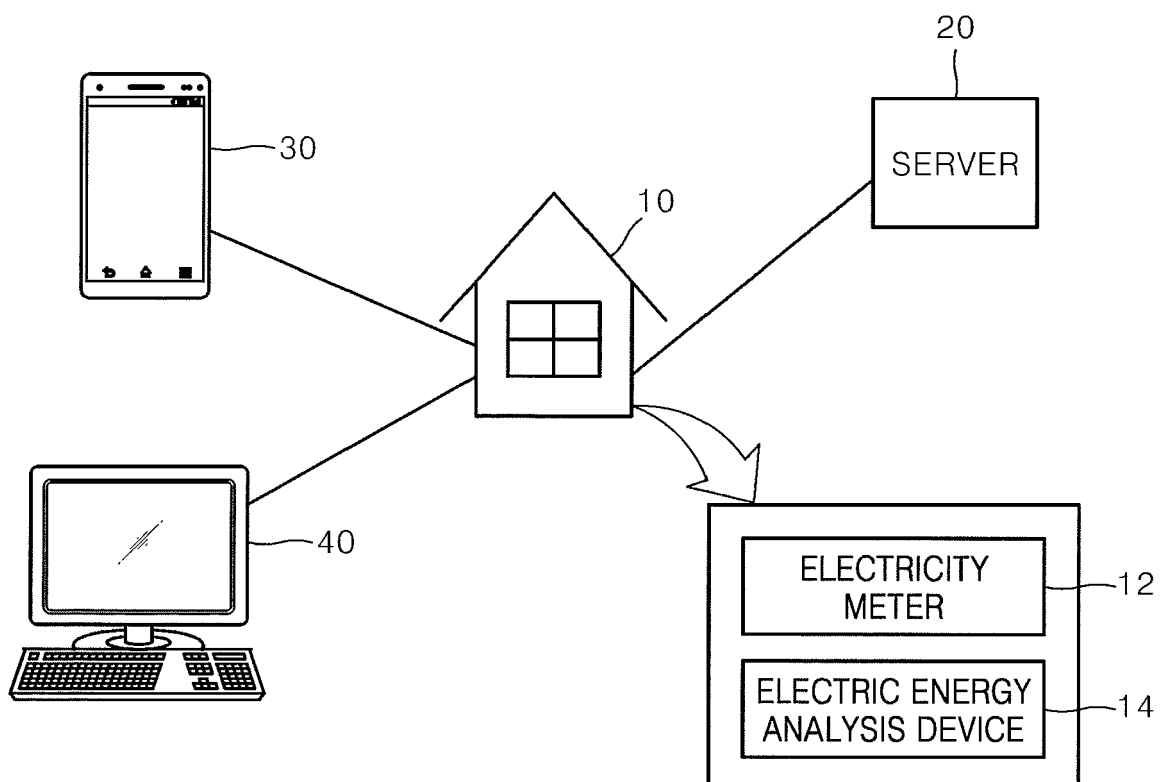 20
SERVER
30
10
40
ELECTRICITY
METER
12
ELECTRIC ENERGY
ANALYSIS DEVICE
14